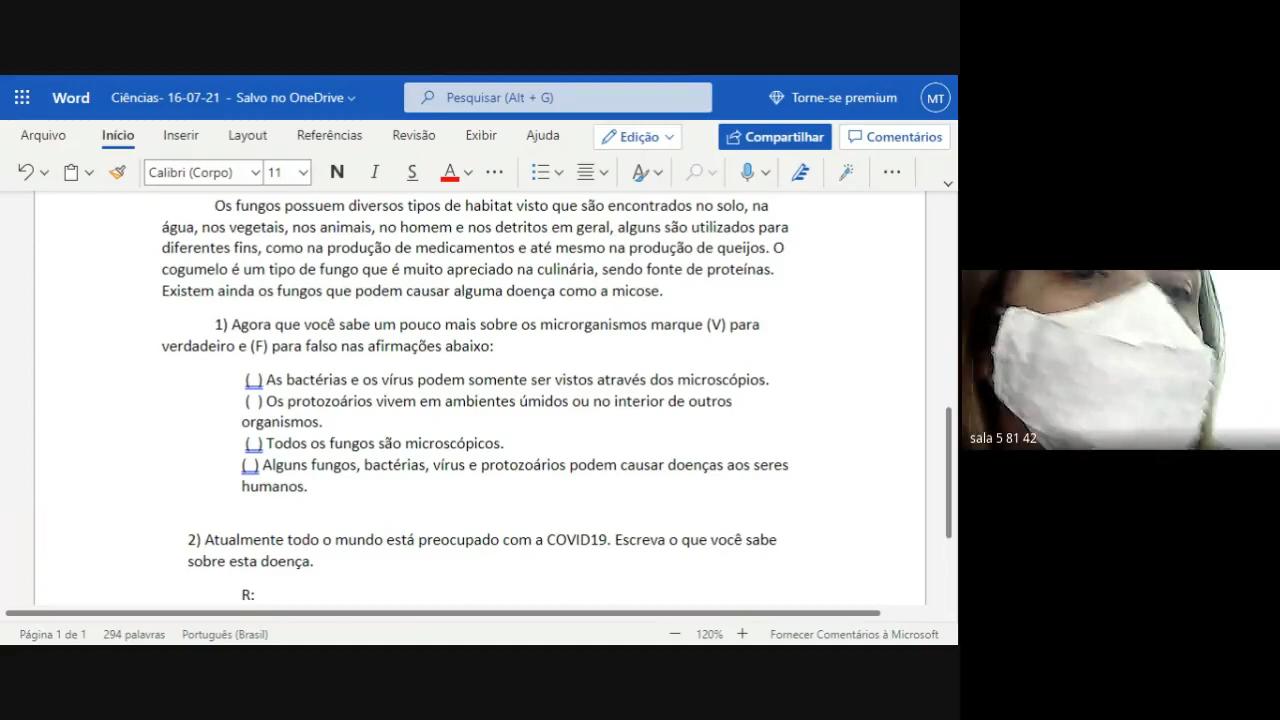 Word Ciências- 16-07-21 - Salvo no OneDrive Pesquisar (Alt + G) Torne-se premium MT
Arquivo Início Inserir Layout Referências Revisão Exibir Ajuda Edição Compartilhar Comentários
Calibri (Corpo) 11 N I S A
Os fungos possuem diversos tipos de habitat visto que são encontrados no solo, na
água, nos vegetais, nos animais, no homem e nos detritos em geral, alguns são utilizados para
diferentes fins, como na produção de medicamentos e até mesmo na produção de queijos. O
cogumelo é um tipo de fungo que é muito apreciado na culinária, sendo fonte de proteínas.
Existem ainda os fungos que podem causar alguma doença como a micose.
1) Agora que você sabe um pouco mais sobre os microrganismos marque (V) para
verdadeiro e (F) para falso nas afirmações abaixo:
( ) As bactérias e os vírus podem somente ser vistos através dos microscópios.
( ) Os protozoários vivem em ambientes úmidos ou no interior de outros
organismos.
( ) Todos os fungos são microscópicos.
( ) Alguns fungos, bactérias, vírus e protozoários podem causar doenças aos seres
humanos.
2) Atualmente todo o mundo está preocupado com a COVID19. Escreva o que você sabe
sobre esta doença.
R:
Página 1 de 1 294 palavras Português (Brasil) 120% Fornecer Comentários à Microsoft
sala 5 81 42